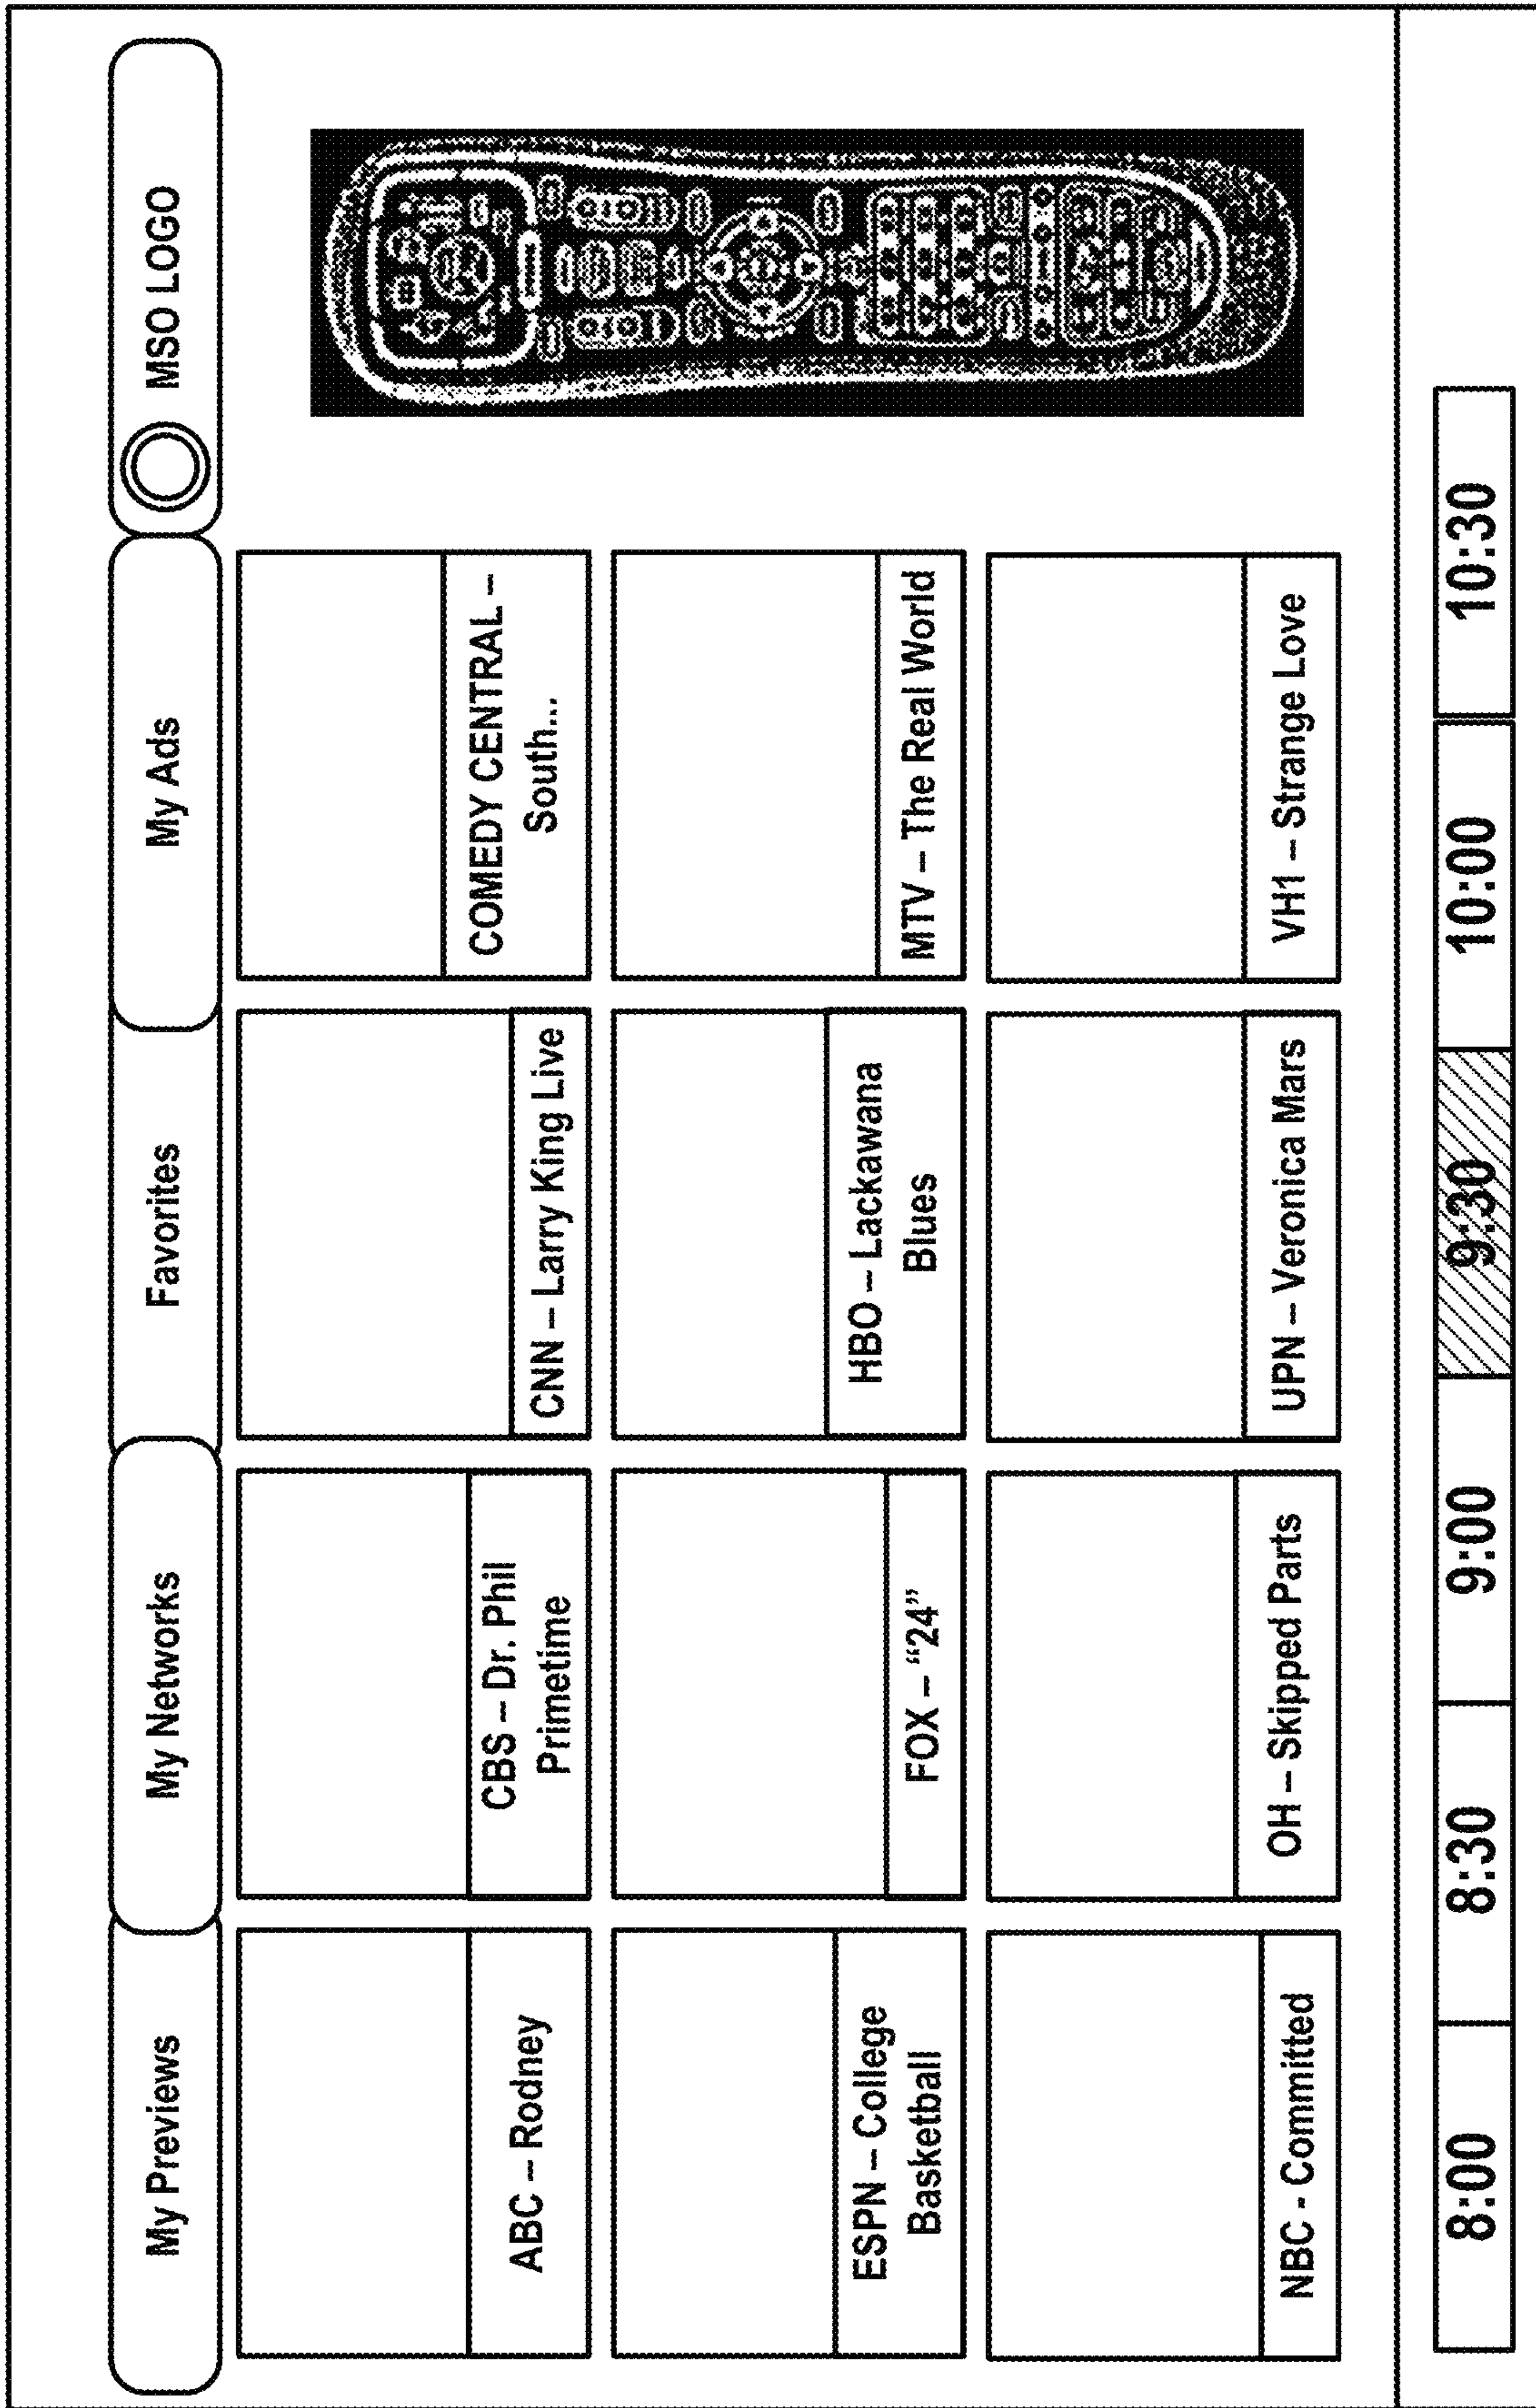 My Previews
My Networks
Favorites
My Ads
MSO LOGO
ABC – Rodney
CBS – Dr. Phil
Primetime
CNN – Larry King Live
COMEDY CENTRAL –
South...
ESPN – College
Basketball
FOX – “24”
HBO – Lackawana
Blues
MTV – The Real World
NBC - Committed
OH – Skipped Parts
UPN – Veronica Mars
VH1 – Strange Love
8:00
8:30
9:00
9:30
10:00
10:30